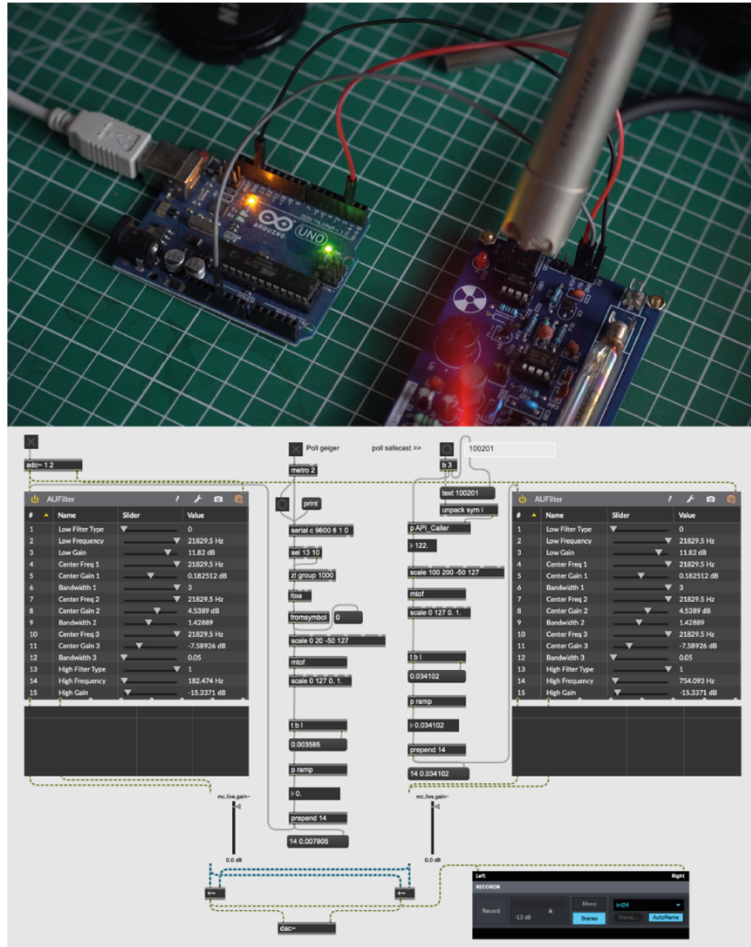 ARDUINO
UNO
Poll geiger
poll safecast >>
100201
adc~ 1 2
metro 2
b 3
print
text 100201
unpack sym i
serial c 9600 8 1 0
p API_Caller
sel 13 10
122.
zl group 1000
scale 100 200 -50 127
itoa
mtof
fromsymbol
0
scale 0 127 0. 1.
scale 0 20 -50 127
mtof
t b l
scale 0 127 0. 1.
0.034102
p ramp
t b l
0.034102
0.003585
p ramp
prepend 14
0.
14 0.034102
prepend 14
14 0.007905
AUFilter
# Name Slider Value
1 Low Filter Type 0
2 Low Frequency 21829.5 Hz
3 Low Gain 11.82 dB
4 Center Freq 1 21829.5 Hz
5 Center Gain 1 0.182512 dB
6 Bandwidth 1 3
7 Center Freq 2 21829.5 Hz
8 Center Gain 2 4.5389 dB
9 Bandwidth 2 1.42889
10 Center Freq 3 21829.5 Hz
11 Center Gain 3 -7.58926 dB
12 Bandwidth 3 0.05
13 High Filter Type 1
14 High Frequency 182.474 Hz
15 High Gain -15.3371 dB
AUFilter
# Name Slider Value
1 Low Filter Type 0
2 Low Frequency 21829.5 Hz
3 Low Gain 11.82 dB
4 Center Freq 1 21829.5 Hz
5 Center Gain 1 0.182512 dB
6 Bandwidth 1 3
7 Center Freq 2 21829.5 Hz
8 Center Gain 2 4.5389 dB
9 Bandwidth 2 1.42889
10 Center Freq 3 21829.5 Hz
11 Center Gain 3 -7.58926 dB
12 Bandwidth 3 0.05
13 High Filter Type 1
14 High Frequency 754.093 Hz
15 High Gain -15.3371 dB
mc.live.gain~
0.0 dB
mc.live.gain~
0.0 dB
dac~
Left Right
RECORDR
Record
-13 dB
Mono
Stereo
int24
Name...
AutoName